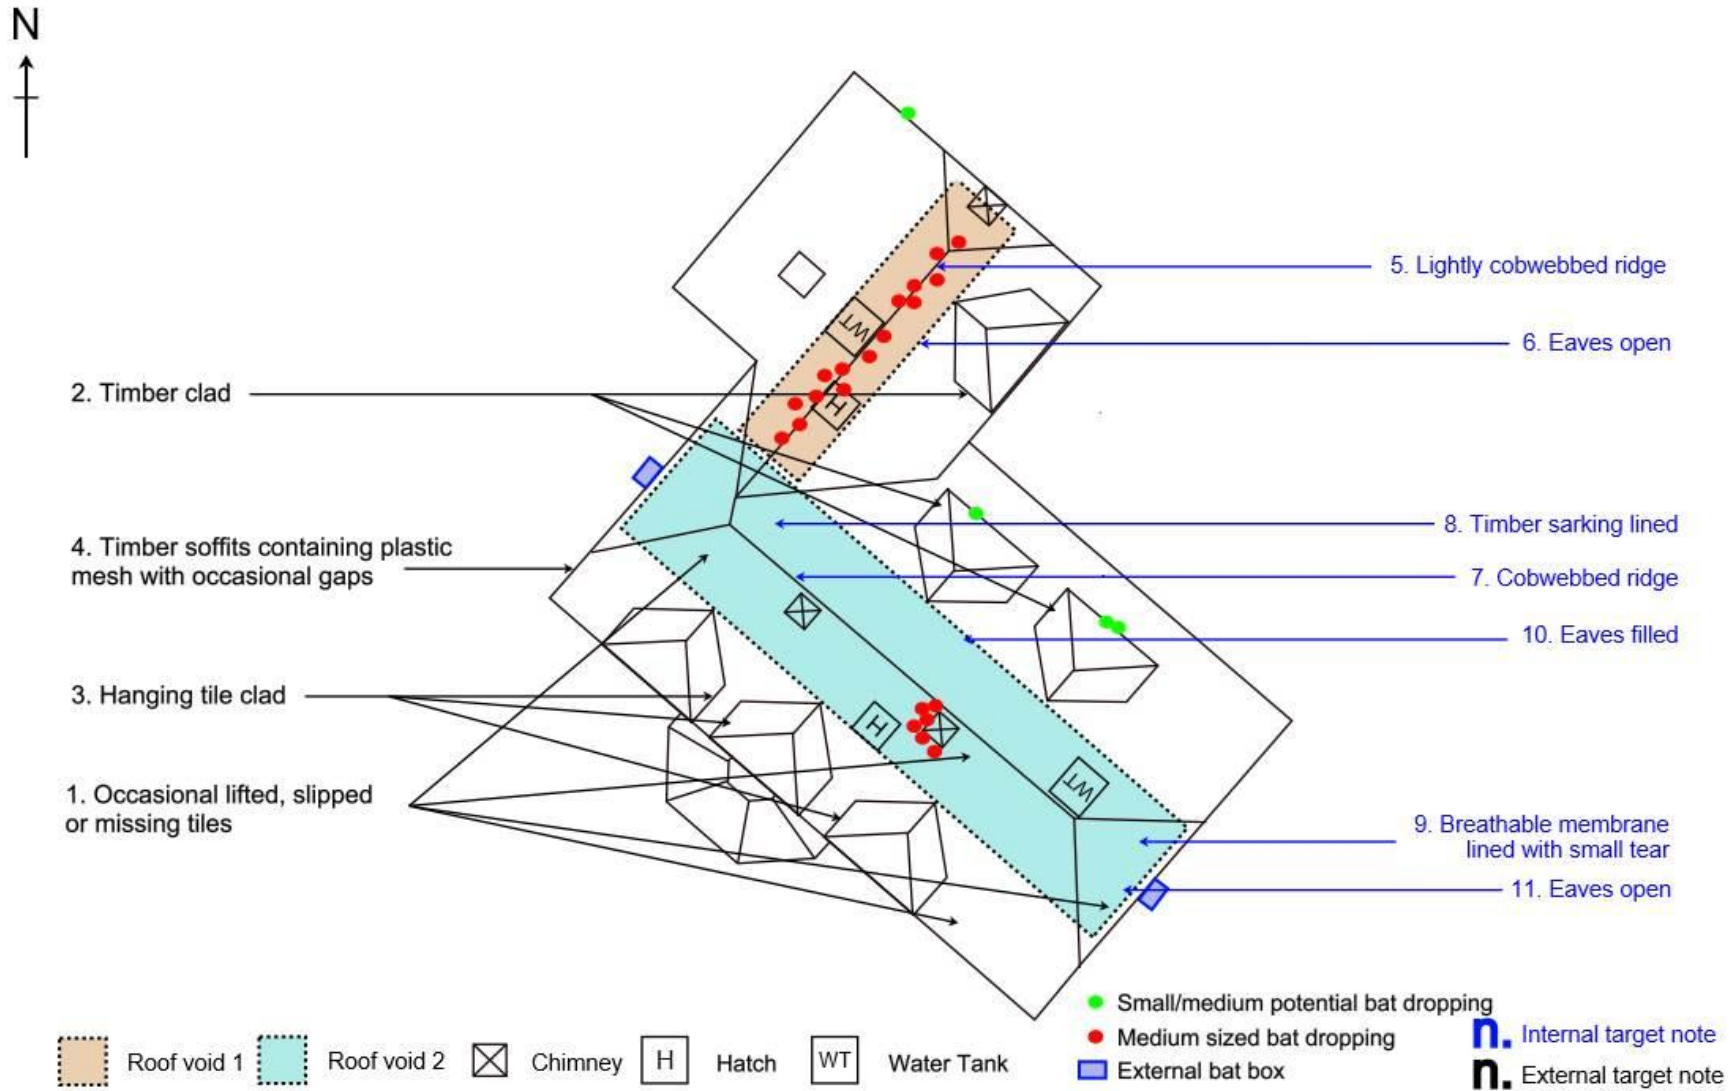 N
5. Lightly cobwebbed ridge
WT
6. Eaves open
2. Timber clad
H
8. Timber sarking lined
4. Timber soffits containing plastic
mesh with occasional gaps
7. Cobwebbed ridge
10. Eaves filled
3. Hanging tile clad
H
WT
1. Occasional lifted, slipped
or missing tiles
9. Breathable membrane
lined with small tear
11. Eaves open
Small/medium potential bat dropping
Medium sized bat dropping
External bat box
n. Internal target note
n. External target note
Roof void 1
Roof void 2
Chimney
H Hatch
WT Water Tank